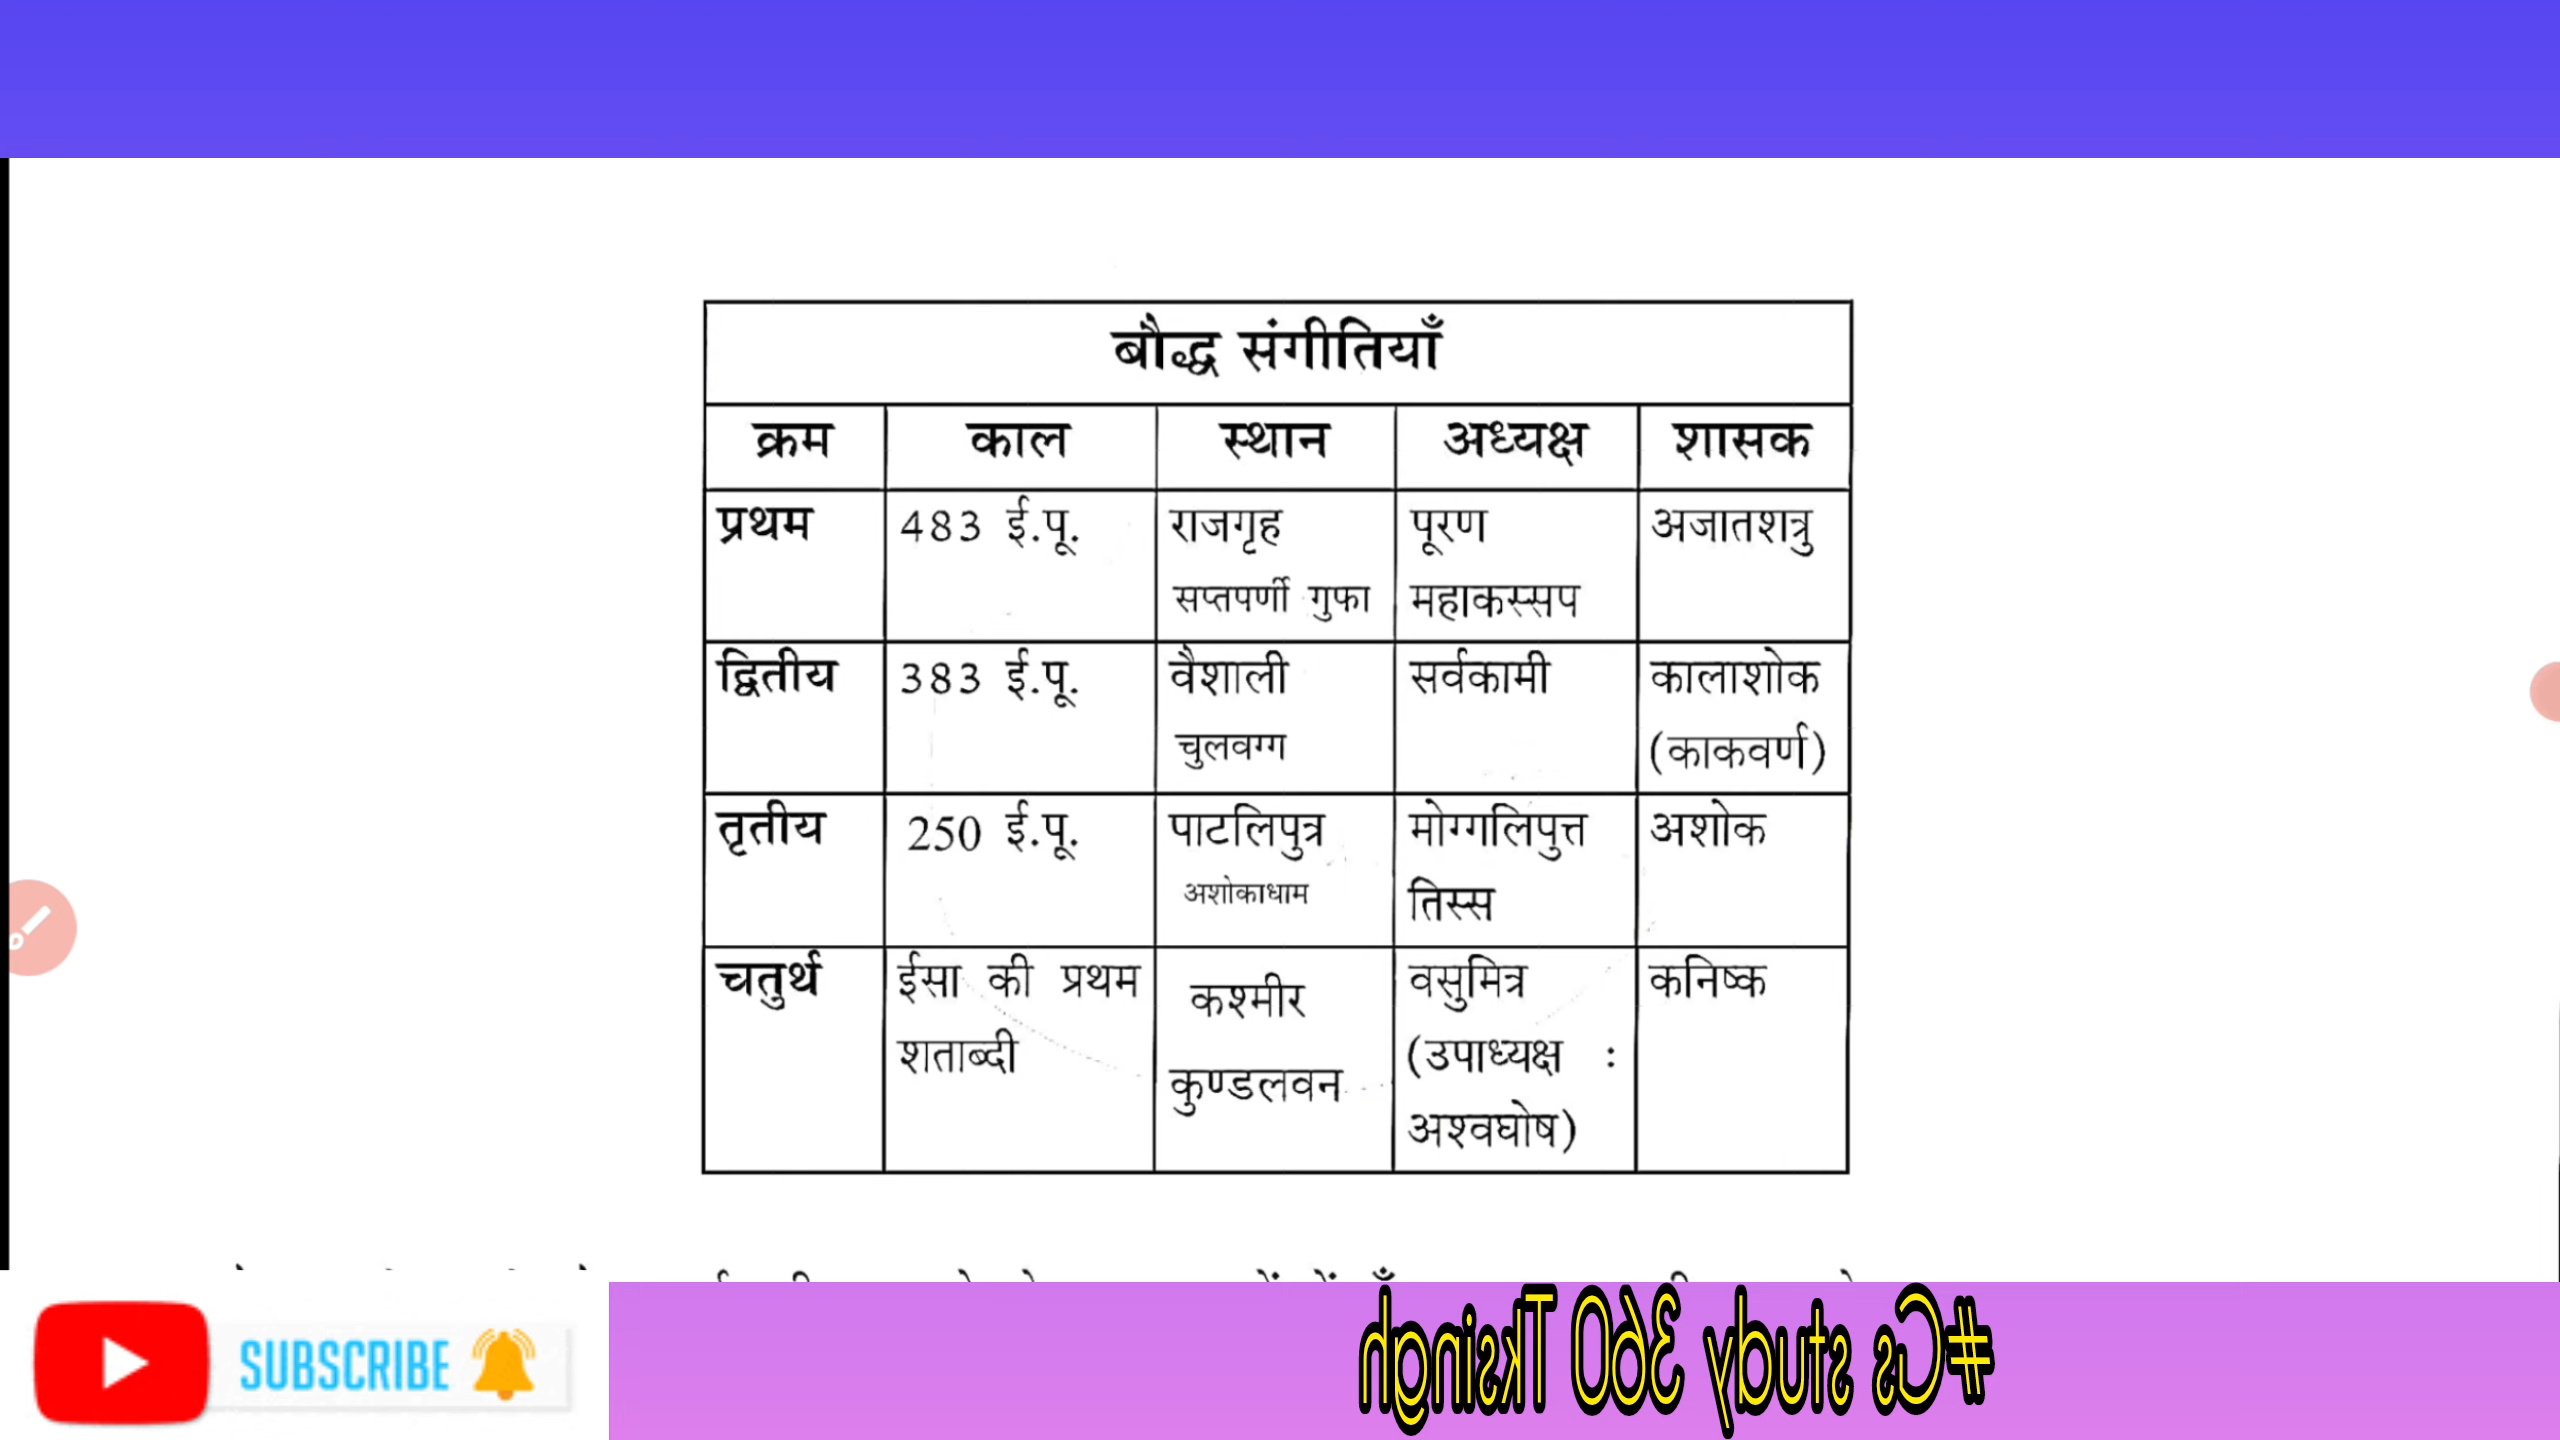 बौद्ध संगीतियाँ
क्रम काल स्थान अध्यक्ष शासक
प्रथम 483 ई.पू. राजगृह पूरण अजातशत्रु
सप्तपर्णी गुफा महाकस्सप
द्वितीय 383 ई.पू. वैशाली सर्वकामी कालाशोक
चुलवग्ग (काकवर्ण)
तृतीय 250 ई.पू. पाटलिपुत्र मोग्गलिपुत्त अशोक
अशोकाधाम तिस्स
चतुर्थ ईसा की प्रथम कश्मीर वसुमित्र कनिष्क
शताब्दी कुण्डलवन (उपाध्यक्ष :
अश्वघोष)
SUBSCRIBE
#Gs study 360 Tksingh